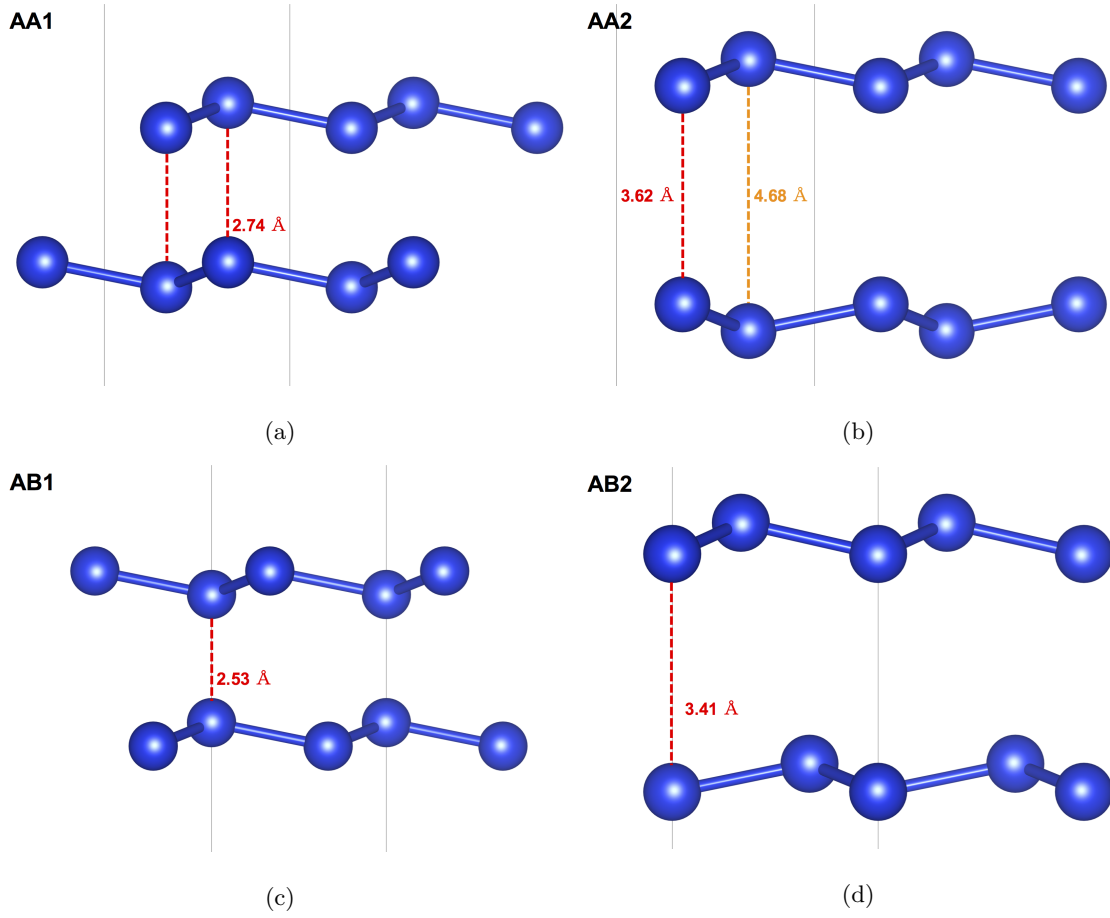 AA1
2.74 Å
(a)
AA2
3.62 Å
4.68 Å
(b)
AB1
2.53 Å
(c)
AB2
3.41 Å
(d)